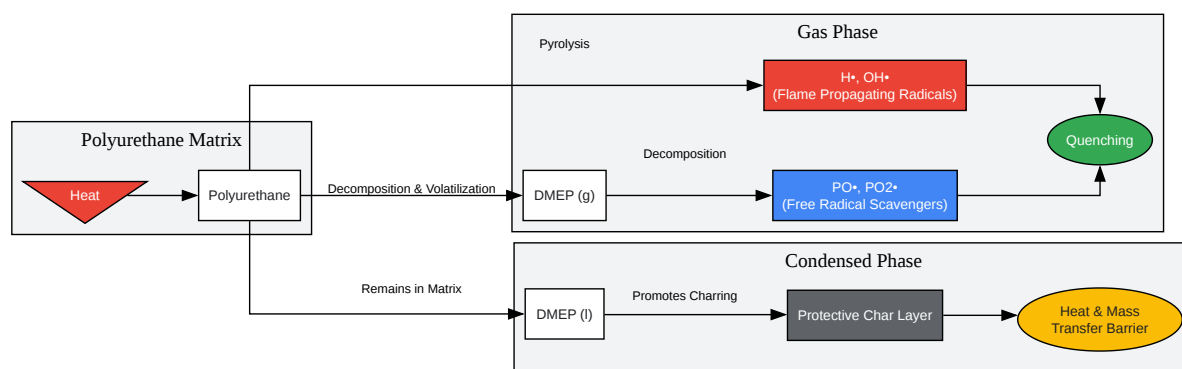 Gas Phase
Pyrolysis
H•, OH•
(Flame Propagating Radicals)
Polyurethane Matrix
Quenching
Decomposition
Heat
Polyurethane
Decomposition & Volatilization
DMEP (g)
PO•, PO2•
(Free Radical Scavengers)
Condensed Phase
Remains in Matrix
Promotes Charring
DMEP (l)
Protective Char Layer
Heat & Mass
Transfer Barrier